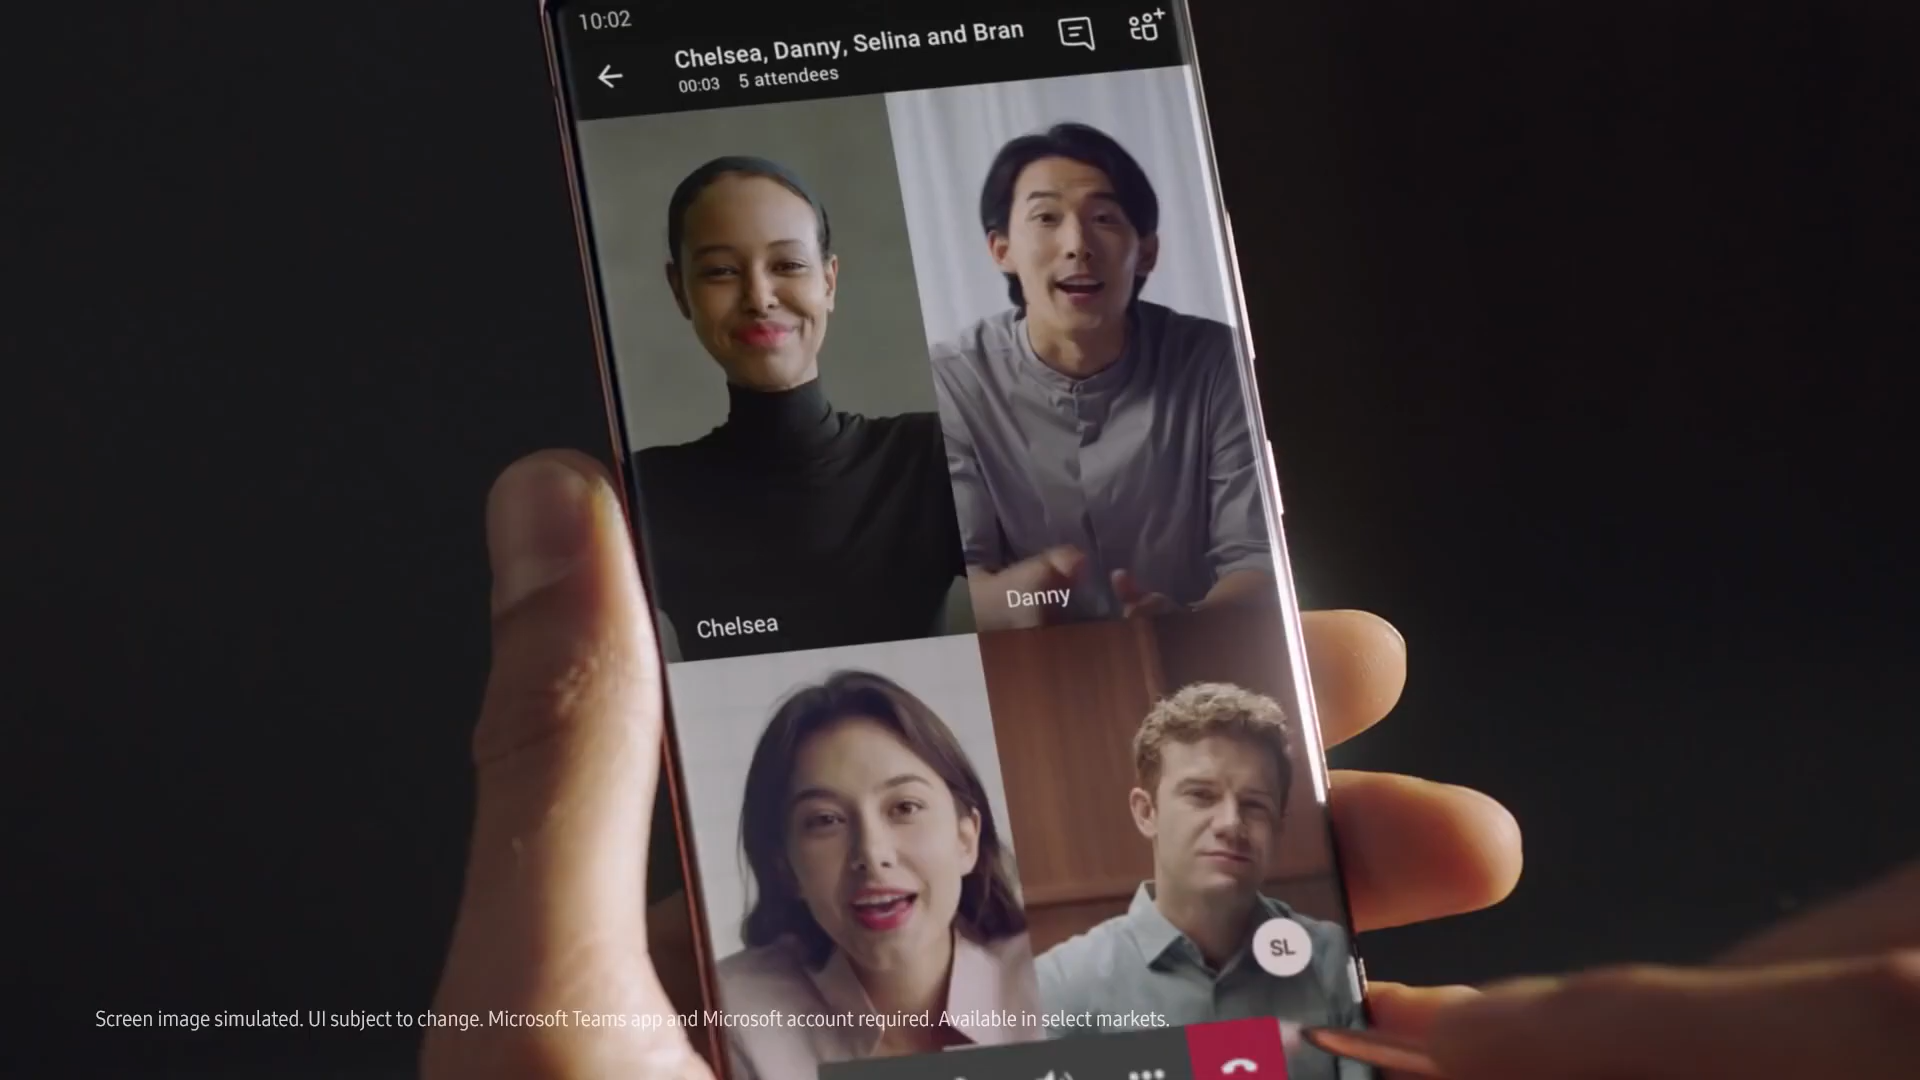 10:02
Chelsea, Danny, Selina and Bran
00:03 5 attendees
Chelsea
Danny
SL
Screen image simulated. UI subject to change. Microsoft Teams app and Microsoft account required. Available in select markets.